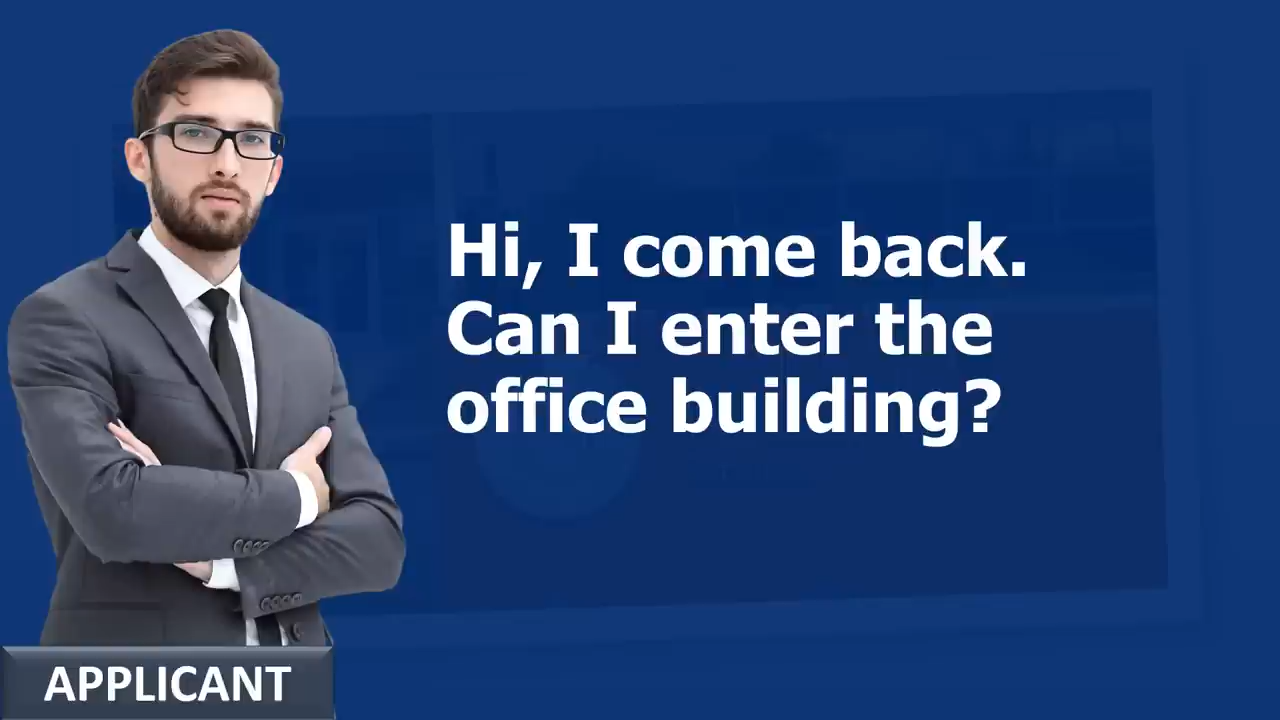 Hi, I come back.
Can I enter the
office building?
APPLICANT